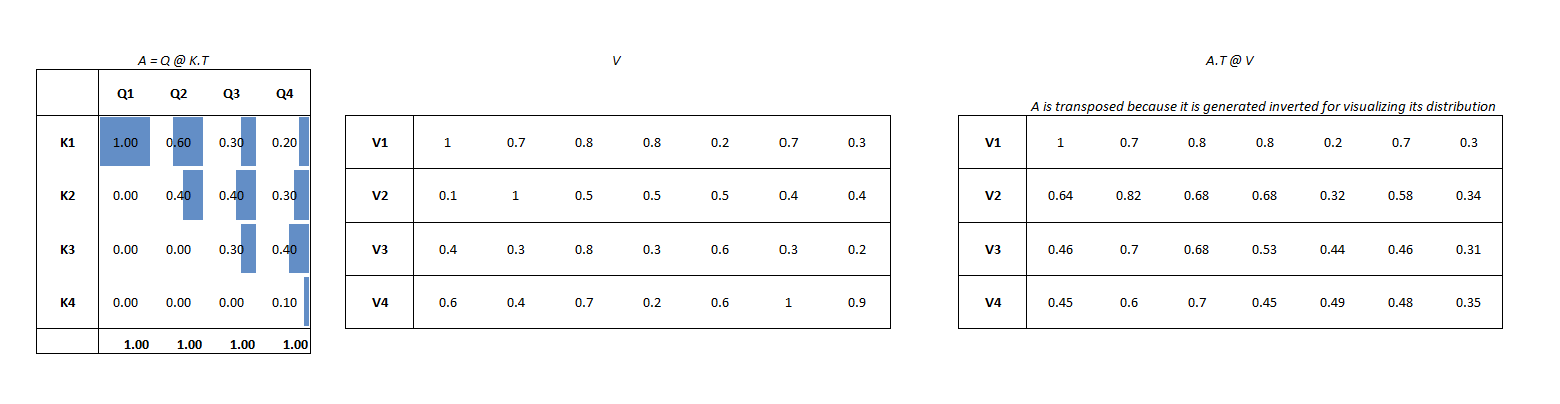 A = Q @ K.T
V
A.T @ V
A is transposed because it is generated inverted for visualizing its distribution
Q1 Q2 Q3 Q4
K1 1.00 0.60 0.30 0.20
K2 0.00 0.40 0.40 0.30
K3 0.00 0.00 0.30 0.40
K4 0.00 0.00 0.00 0.10
1.00 1.00 1.00 1.00
V1 1 0.7 0.8 0.8 0.2 0.7 0.3
V2 0.1 1 0.5 0.5 0.5 0.4 0.4
V3 0.4 0.3 0.8 0.3 0.6 0.3 0.2
V4 0.6 0.4 0.7 0.2 0.6 1 0.9
V1 1 0.7 0.8 0.8 0.2 0.7 0.3
V2 0.64 0.82 0.68 0.68 0.32 0.58 0.34
V3 0.46 0.7 0.68 0.53 0.44 0.46 0.31
V4 0.45 0.6 0.7 0.45 0.49 0.48 0.35